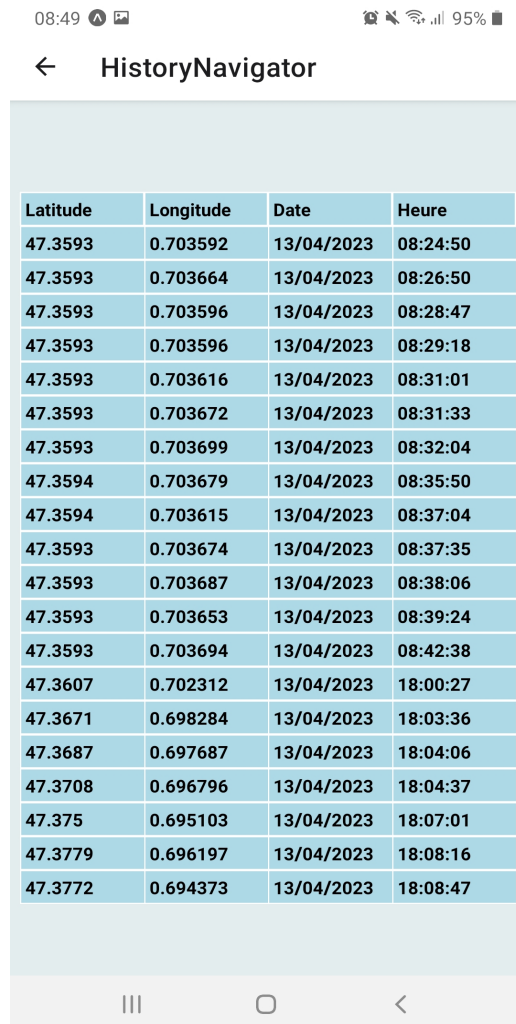 08:49 95%
HistoryNavigator
Latitude Longitude Date Heure
47.3593 0.703592 13/04/2023 08:24:50
47.3593 0.703664 13/04/2023 08:26:50
47.3593 0.703596 13/04/2023 08:28:47
47.3593 0.703596 13/04/2023 08:29:18
47.3593 0.703616 13/04/2023 08:31:01
47.3593 0.703672 13/04/2023 08:31:33
47.3593 0.703699 13/04/2023 08:32:04
47.3594 0.703679 13/04/2023 08:35:50
47.3594 0.703615 13/04/2023 08:37:04
47.3593 0.703674 13/04/2023 08:37:35
47.3593 0.703687 13/04/2023 08:38:06
47.3593 0.703653 13/04/2023 08:39:24
47.3593 0.703694 13/04/2023 08:42:38
47.3607 0.702312 13/04/2023 18:00:27
47.3671 0.698284 13/04/2023 18:03:36
47.3687 0.697687 13/04/2023 18:04:06
47.3708 0.696796 13/04/2023 18:04:37
47.375 0.695103 13/04/2023 18:07:01
47.3779 0.696197 13/04/2023 18:08:16
47.3772 0.694373 13/04/2023 18:08:47